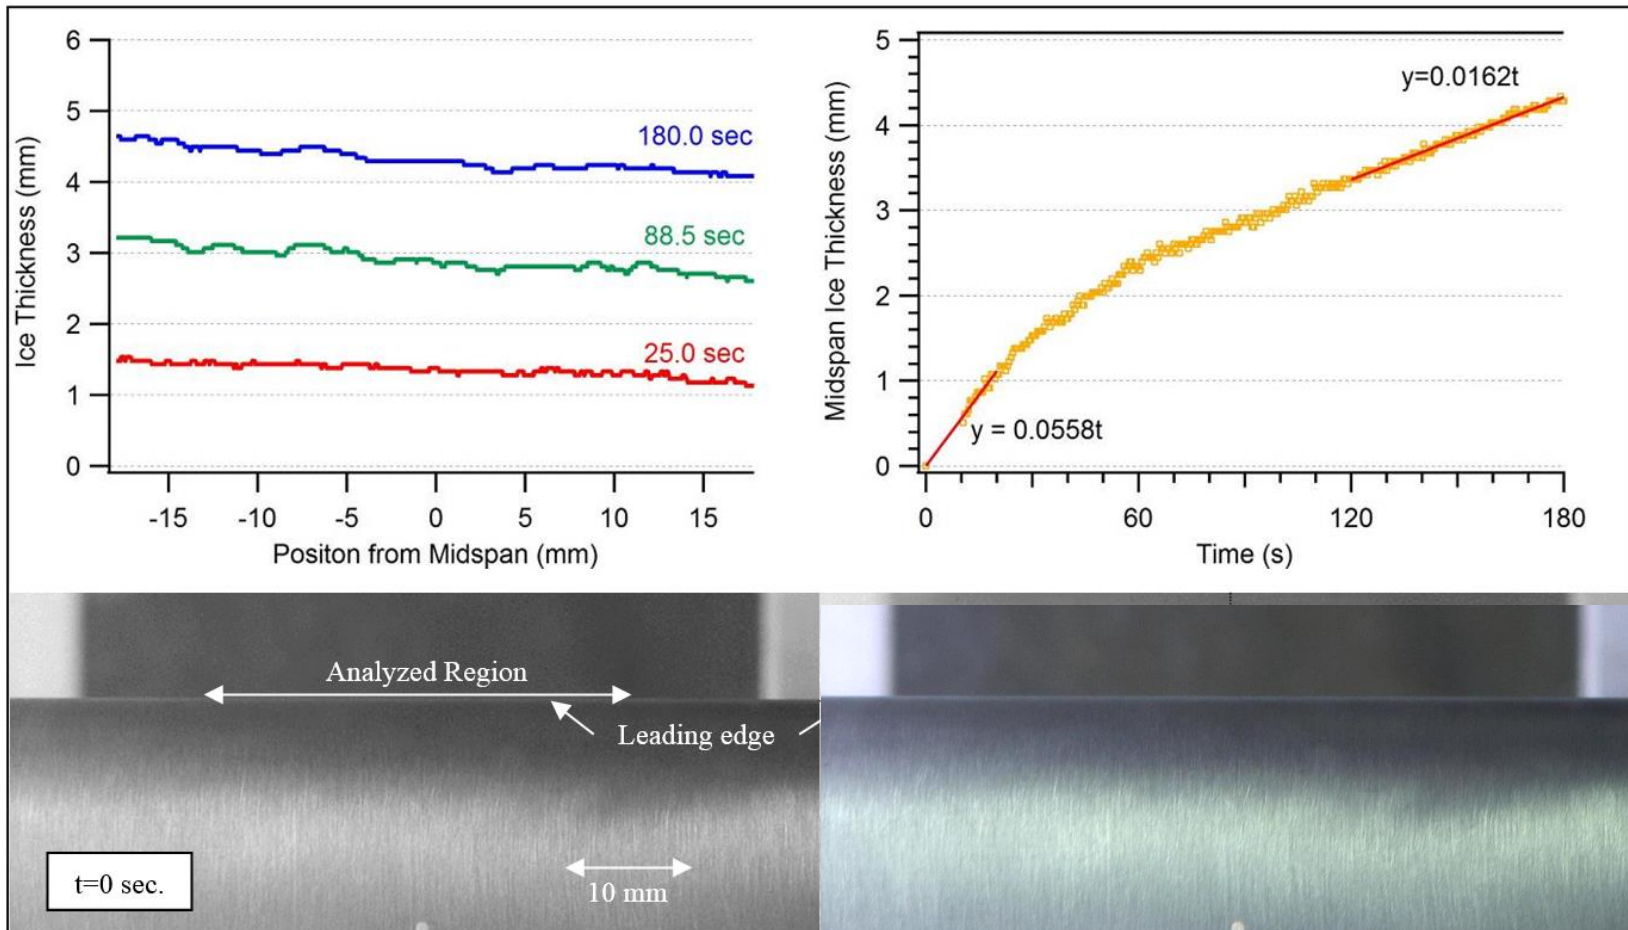 6
5
4
3
2
1
0
Ice Thickness (mm)
180.0 sec
88.5 sec
25.0 sec
-15 -10 -5 0 5 10 15
Positon from Midspan (mm)
5
4
3
2
1
0
Midspan Ice Thickness (mm)
y=0.0162t
y = 0.0558t
0 60 120 180
Time (s)
Analyzed Region
Leading edge
t=0 sec.
10 mm